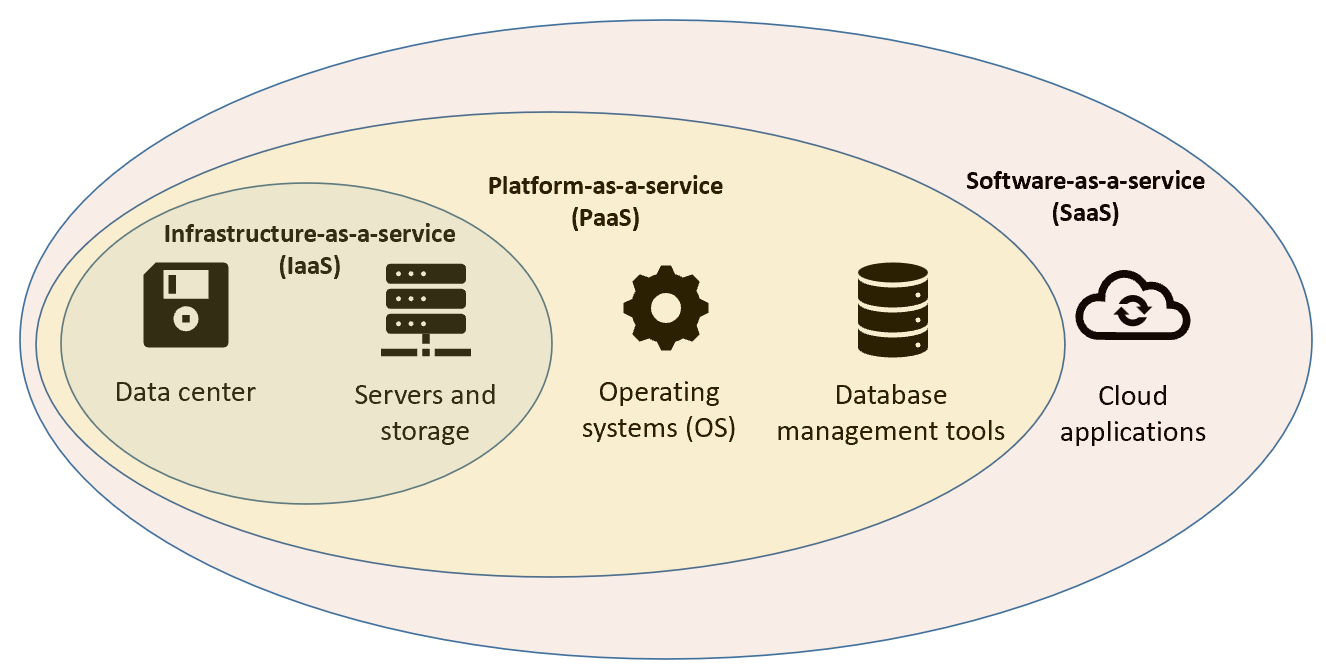 Infrastructure-as-a-service
(IaaS)
Data center
Servers and
storage
Platform-as-a-service
(PaaS)
Operating
systems (OS)
Database
management tools
Software-as-a-service
(SaaS)
Cloud
applications